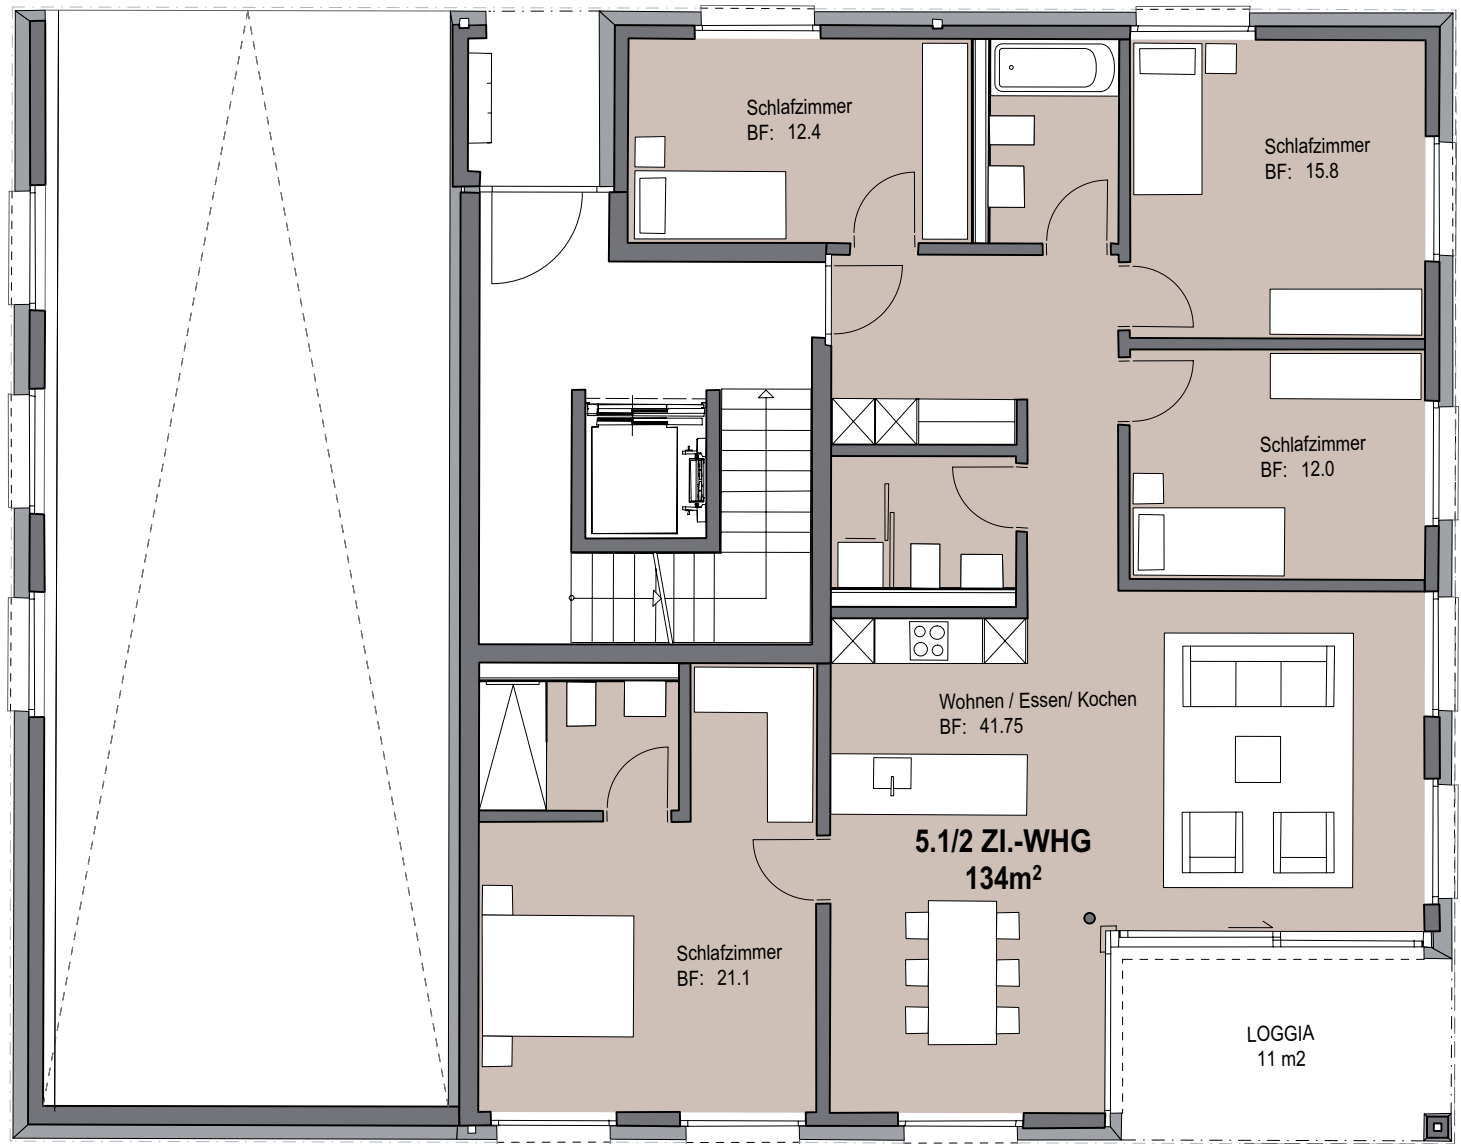 Schlafzimmer
BF: 12.4
Schlafzimmer
BF: 15.8
Schlafzimmer
BF: 12.0
Wohnen / Essen/ Kochen
BF: 41.75
5.1/2 ZI.-WHG
134m²
Schlafzimmer
BF: 21.1
LOGGIA
11 m2